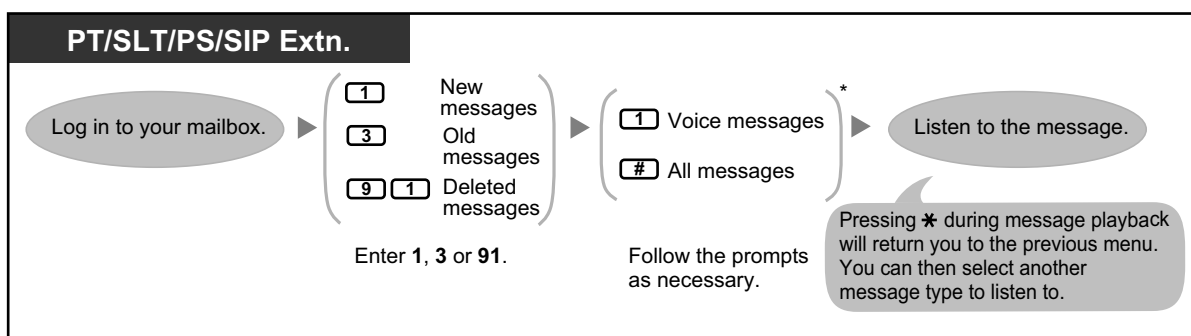 PT/SLT/PS/SIP Extn.
Log in to your mailbox.
1 New
messages
3 Old
messages
9 1 Deleted
messages
Enter 1, 3 or 91.
*
1 Voice messages
# All messages
Follow the prompts
as necessary.
Listen to the message.
Pressing * during message playback
will return you to the previous menu.
You can then select another
message type to listen to.